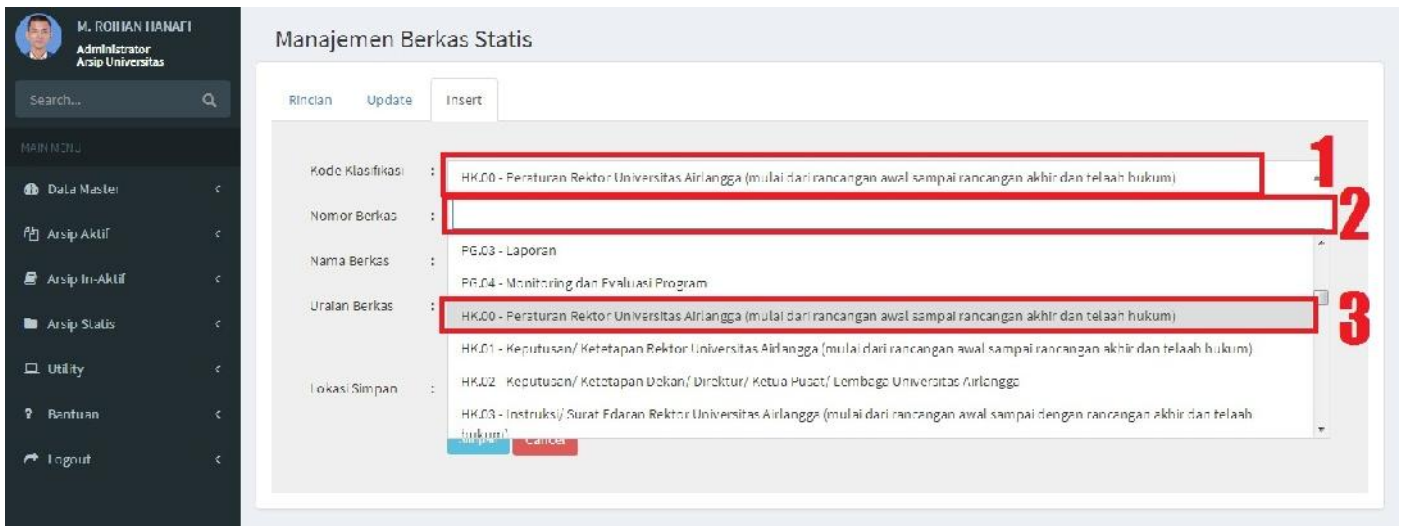 M. ROIHAN HANAFI
Administrator
Arsip Universitas
Search...
MAIN MENU
Data Master
Arsip Aktif
Arsip In-Aktif
Arsip Statis
Utility
Bantuan
Logout
Manajemen Berkas Statis
Rincian Update Insert
Kode Klasifikasi : HK.00 - Peraturan Rektor Universitas Airlangga (mulai dari rancangan awal sampai rancangan akhir dan telaah hukum)
1
Nomor Berkas :
2
Nama Berkas :
Uraian Berkas :
Lokasi Simpan :
PG.03 - Laporan
PG.04 - Monitoring dan Evaluasi Program
HK.00 - Peraturan Rektor Universitas Airlangga (mulai dari rancangan awal sampai rancangan akhir dan telaah hukum)
3
HK.01 - Keputusan/ Ketetapan Rektor Universitas Airlangga (mulai dari rancangan awal sampai rancangan akhir dan telaah hukum)
HK.02 - Keputusan/ Ketetapan Dekan/ Direktur/ Ketua Pusat/ Lembaga Universitas Airlangga
HK.03 - Instruksi/ Surat Edaran Rektor Universitas Airlangga (mulai dari rancangan awal sampai dengan rancangan akhir dan telaah
hukum)
Simpan Cancel